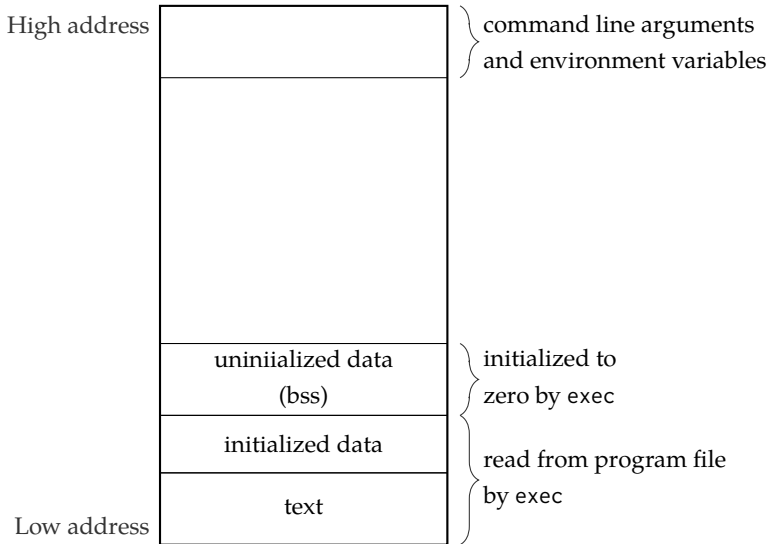 High address
command line arguments
and environment variables
uniniialized data
(bss)
initialized to
zero by exec
initialized data
read from program file
by exec
text
Low address